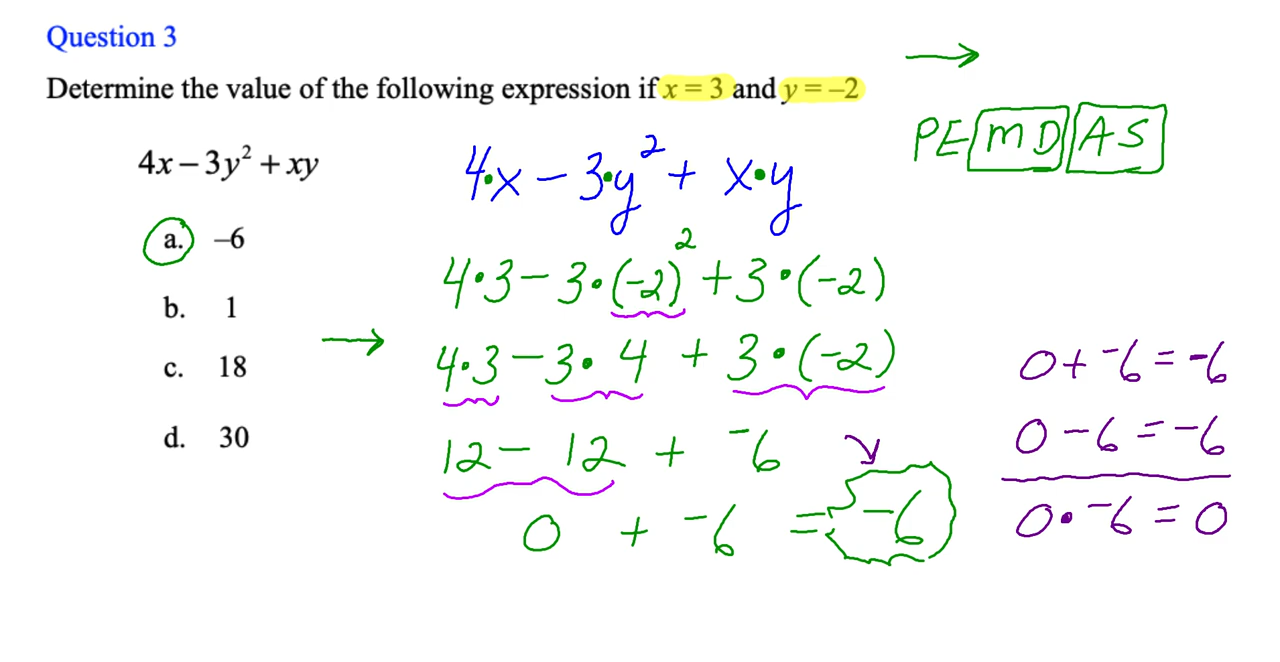 Question 3
Determine the value of the following expression if x = 3 and y = –2
PEMDAS
4x – 3y² + xy
4•x – 3•y² + x•y
a. –6
4•3 – 3•(-2)² + 3•(-2)
b. 1
→ 4•3 – 3•4 + 3•(-2)
0 + ⁻6 = -6
c. 18
12 – 12 + ⁻6
0 – 6 = -6
d. 30
0 + ⁻6 = -6
0•⁻6 = 0